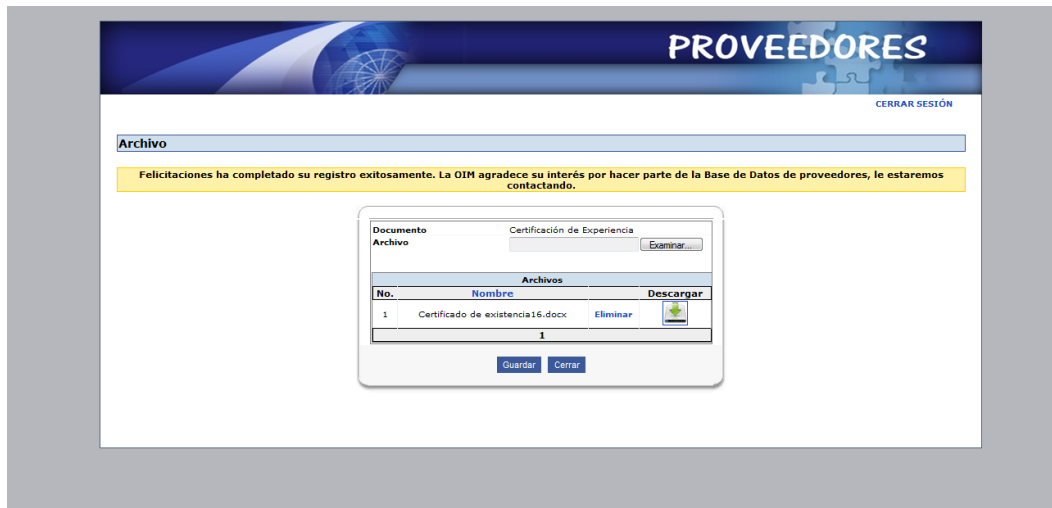 PROVEEDORES
CERRAR SESIÓN
Archivo
Felicitaciones ha completado su registro exitosamente. La OIM agradece su interés por hacer parte de la Base de Datos de proveedores, le estaremos
contactando.
Documento Certificación de Experiencia
Archivo Examinar...
Archivos
No. Nombre Descargar
1 Certificado de existencia16.docx Eliminar
1
Guardar Cerrar